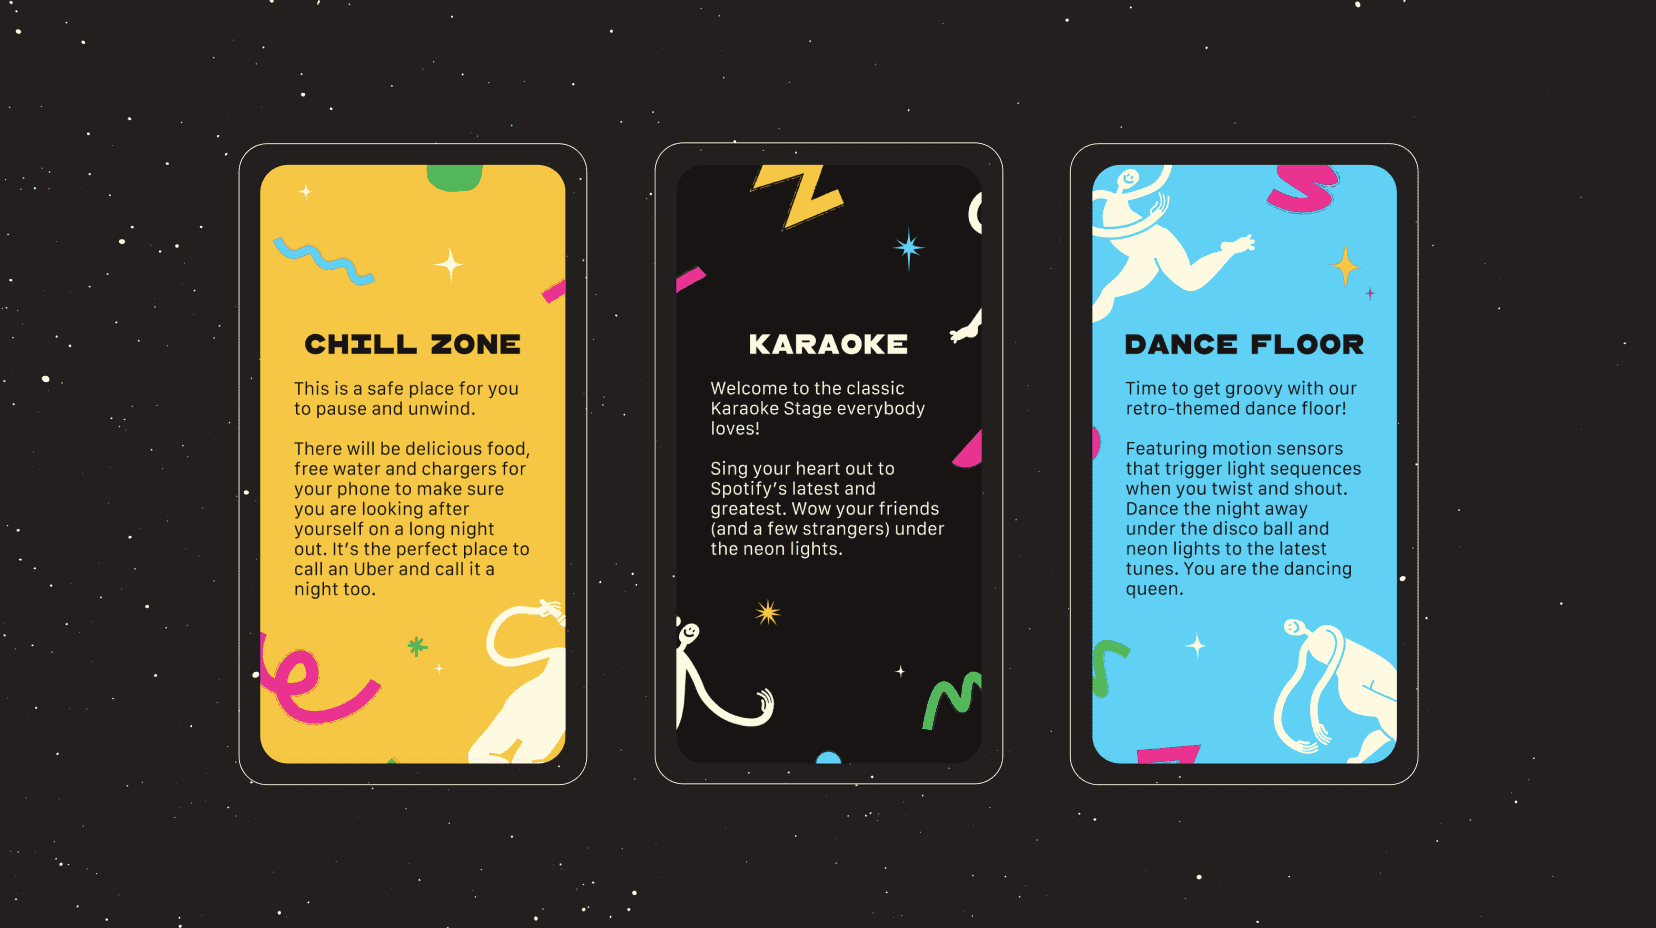 CHILL ZONE
This is a safe place for you
to pause and unwind.
There will be delicious food,
free water and chargers for
your phone to make sure
you are looking after
yourself on a long night
out. It’s the perfect place to
call an Uber and call it a
night too.
KARAOKE
Welcome to the classic
Karaoke Stage everybody
loves!
Sing your heart out to
Spotify’s latest and
greatest. Wow your friends
(and a few strangers) under
the neon lights.
DANCE FLOOR
Time to get groovy with our
retro-themed dance floor!
Featuring motion sensors
that trigger light sequences
when you twist and shout.
Dance the night away
under the disco ball and
neon lights to the latest
tunes. You are the dancing
queen.